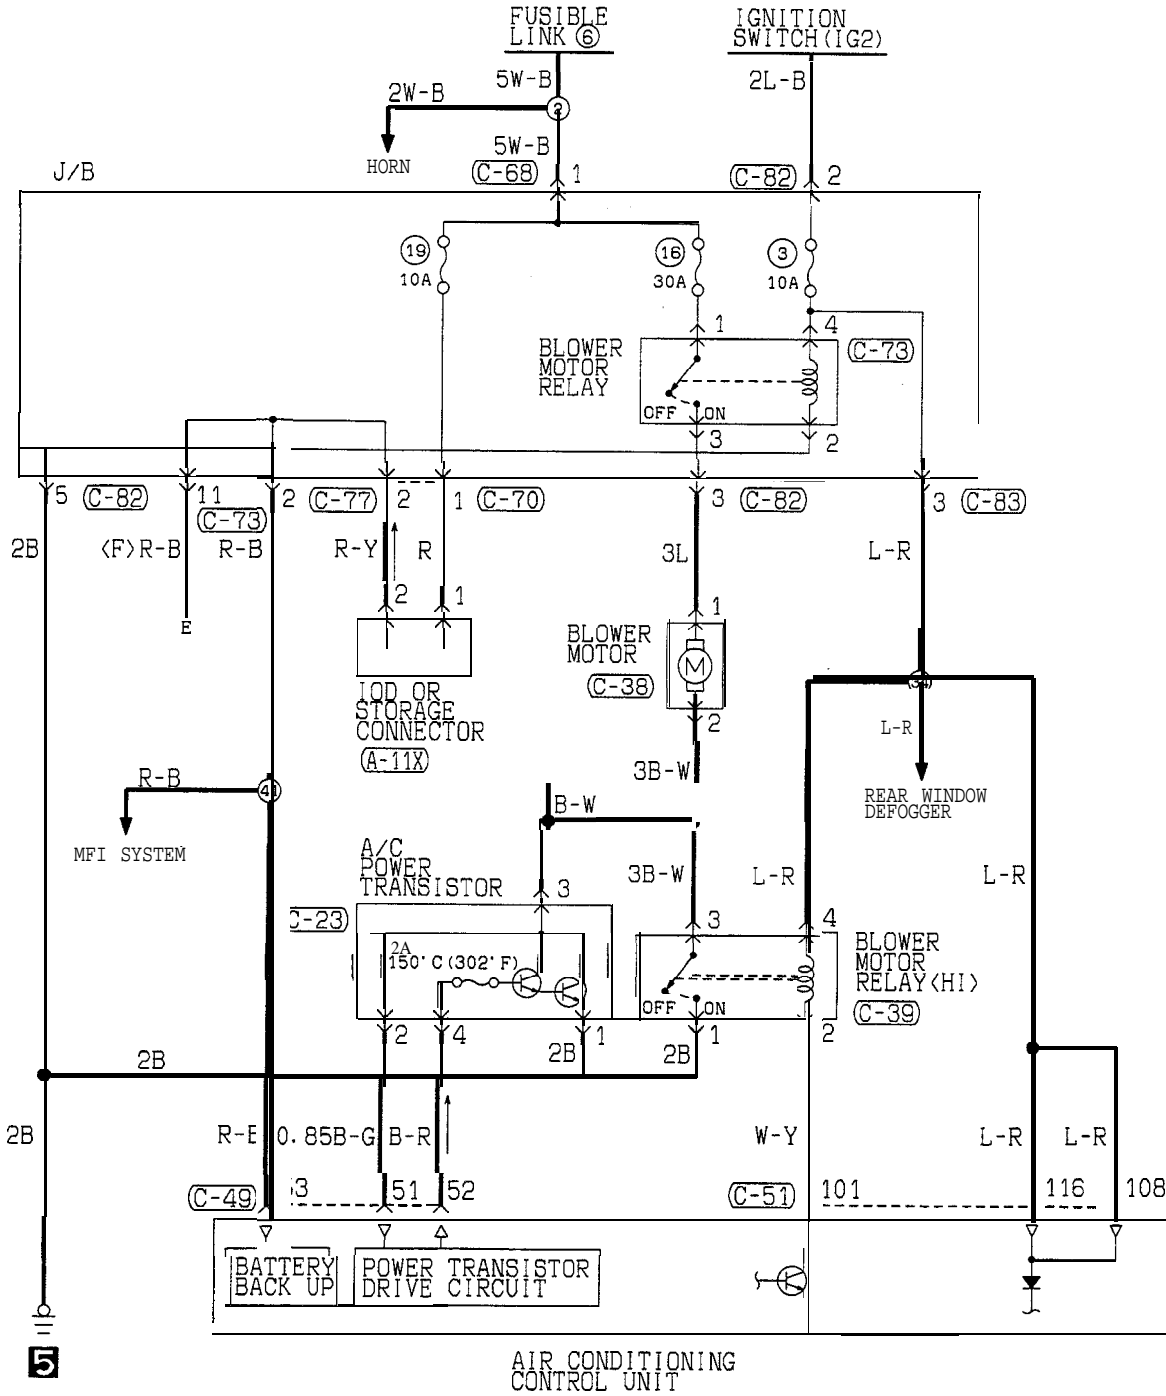 FUSIBLE
LINK ⑥
IGNITION
SWITCH(IG2)
5W-B
2L-B
2W-B
2
5W-B
HORN
J/B
C-68
1
C-82
2
19
10A
16
30A
3
10A
1
4
BLOWER
MOTOR
RELAY
C-73
OFF
ON
3
2
5
C-82
11
C-73
2
C-77
2
1
C-70
3
C-82
3
C-83
2B
<F>R-B
R-B
R-Y
R
3L
L-R
2
1
1
E
BLOWER
MOTOR
M
C-38
IOD OR
STORAGE
CONNECTOR
A-11X
2
34
L-R
3B-W
R-B
41
B-W
REAR WINDOW
DEFOGGER
MFI SYSTEM
A/C
POWER
TRANSISTOR
3
3B-W
L-R
L-R
C-23
3
4
2A
150°C(302°F)
BLOWER
MOTOR
RELAY<HI>
C-39
OFF
ON
2
4
1
1
2
2B
2B
2B
2B
R-B
0.85B-G
B-R
W-Y
L-R
L-R
C-49
51
52
C-51
101
116
108
BATTERY
BACK UP
POWER TRANSISTOR
DRIVE CIRCUIT
5
AIR CONDITIONING
CONTROL UNIT